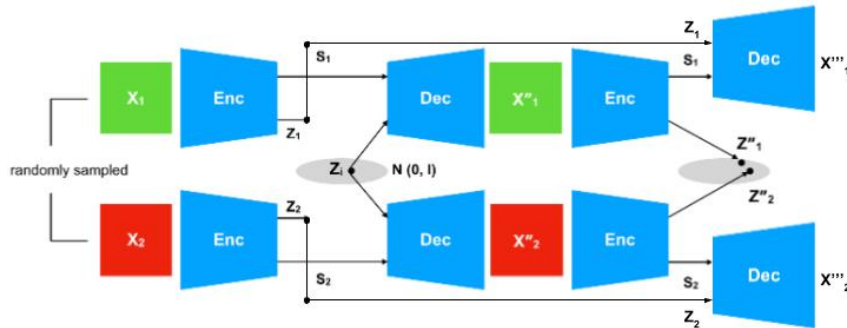 Z₁
S₁
S₁
X₁
Enc
Dec
X″₁
Enc
Dec
X‴₁
Z₁
Z″₁
randomly sampled
Zᵢ
N (0, I)
Z₂
Z″₂
X₂
Enc
Dec
X″₂
Enc
Dec
X‴₂
S₂
S₂
Z₂